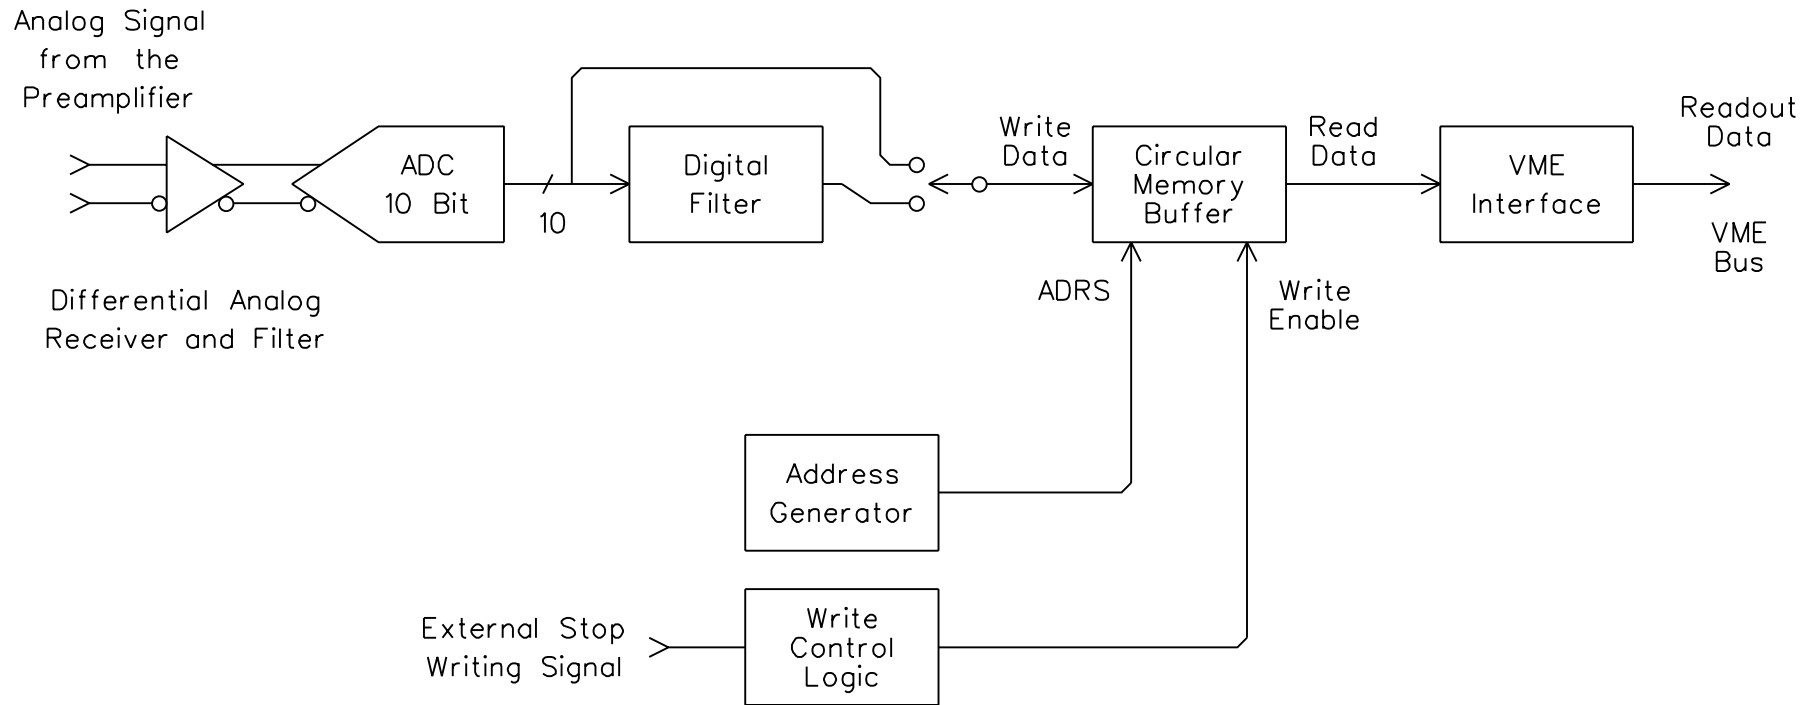 Analog Signal
from the
Preamplifier
ADC
10 Bit
10
Digital
Filter
Write
Data
Circular
Memory
Buffer
Read
Data
VME
Interface
Readout
Data
VME
Bus
Differential Analog
Receiver and Filter
ADRS
Write
Enable
Address
Generator
External Stop
Writing Signal
Write
Control
Logic